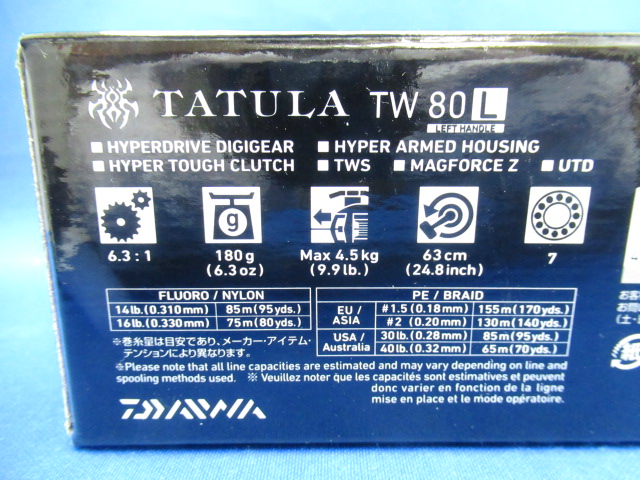 TATULA TW 80 L
LEFT HANDLE
■ HYPERDRIVE DIGIGEAR ■ HYPER ARMED HOUSING
■ HYPER TOUGH CLUTCH ■ TWS ■ MAGFORCE Z ■ UTD
g
6.3 : 1 180g Max 4.5kg 63cm 7
(6.3oz) (9.9lb.) (24.8inch)
FLUORO / NYLON
14lb.(0.310mm) 85m(95yds.)
16lb.(0.330mm) 75m(80yds.)
PE / BRAID
EU / ASIA #1.5(0.18mm) 155m(170yds.)
#2 (0.20mm) 130m(140yds.)
USA / Australia 30lb.(0.28mm) 85m(95yds.)
40lb.(0.32mm) 65m(70yds.)
※巻糸量は目安であり、メーカー・アイテム・
テンションにより異なります。
※Please note that all line capacities are estimated and may vary depending on line and
spooling methods used. ※ Veuillez noter que les capacités sont estimatives et peuvent
donc varier en fonction de la ligne
mise en place et le mode opératoire.
DAIWA
お客
お問
(土・
紙